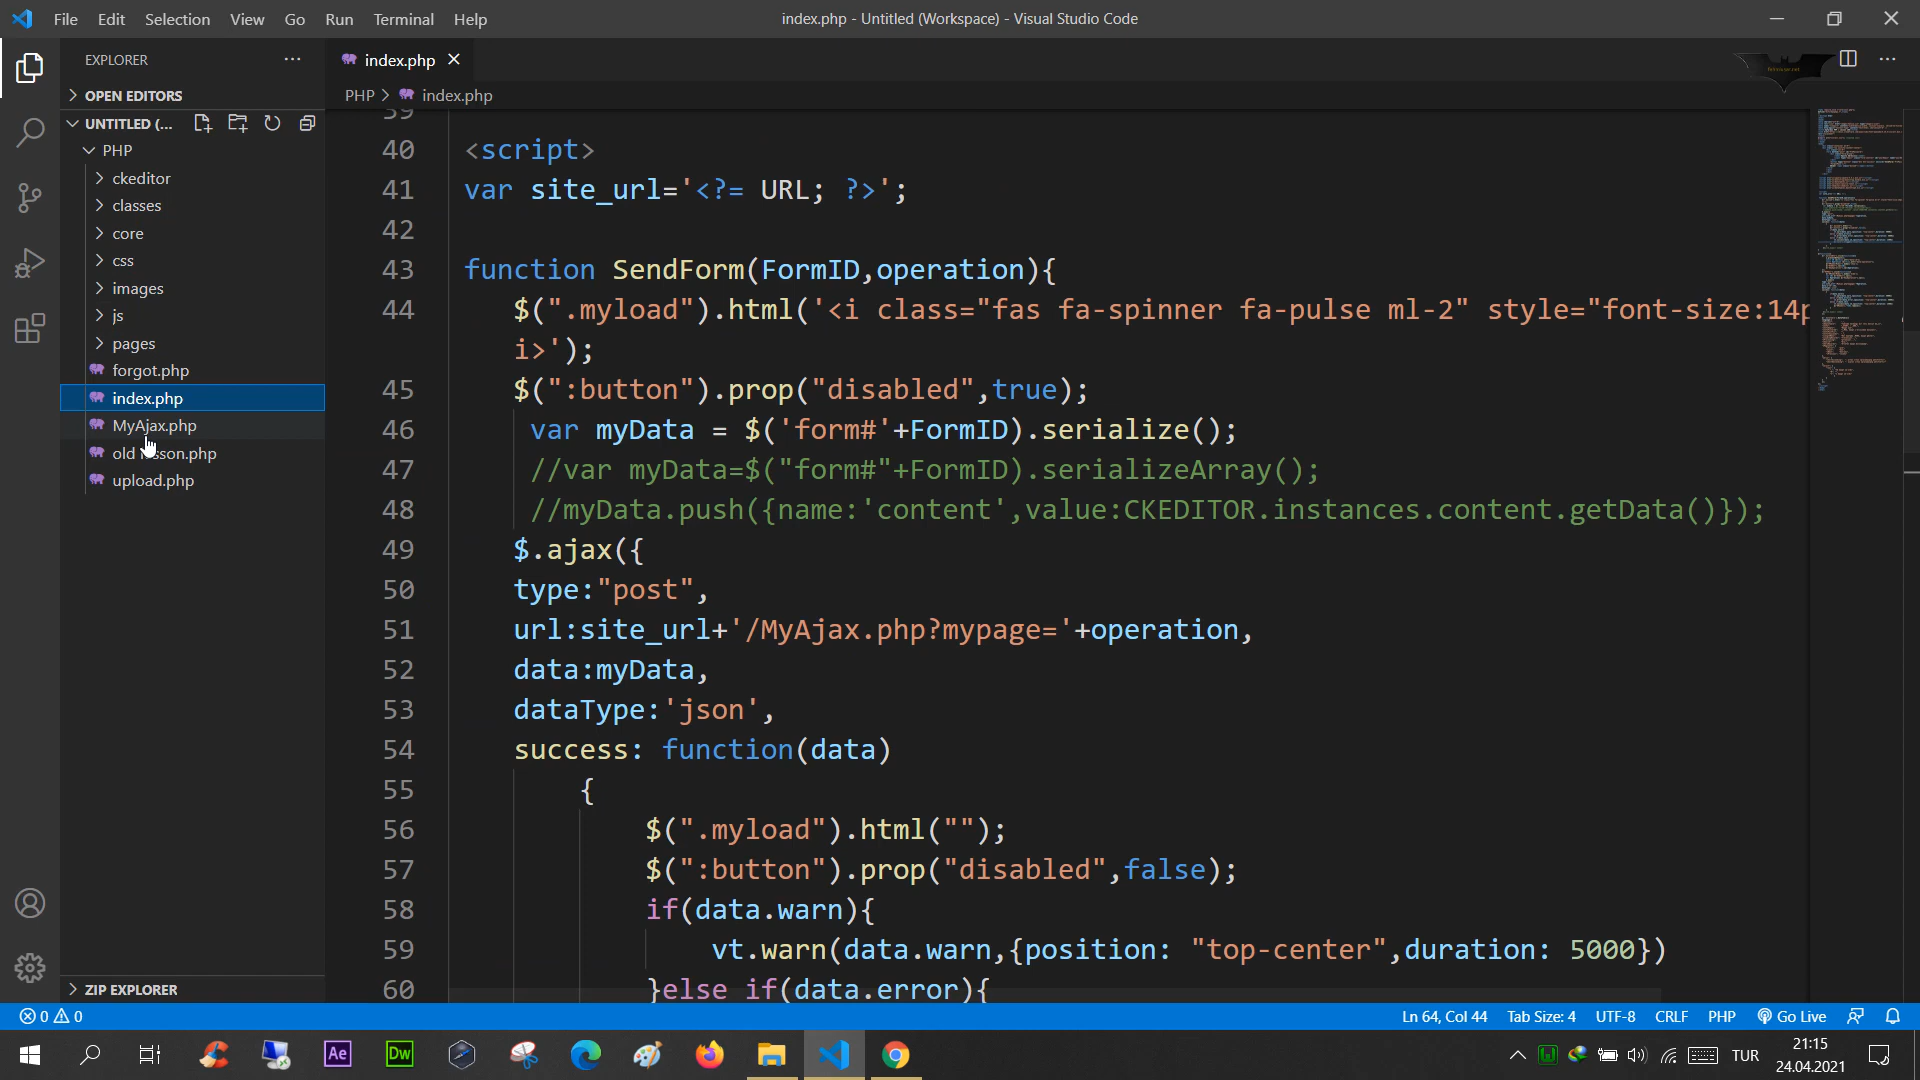 File Edit Selection View Go Run Terminal Help
index.php - Untitled (Workspace) - Visual Studio Code
EXPLORER
OPEN EDITORS
UNTITLED (...
PHP
ckeditor
classes
core
css
images
js
pages
forgot.php
index.php
MyAjax.php
old lesson.php
upload.php
ZIP EXPLORER
index.php
PHP > index.php
39
40 <script>
41 var site_url='<?= URL; ?>';
42
43 function SendForm(FormID,operation){
44 $(".myload").html('<i class="fas fa-spinner fa-pulse ml-2" style="font-size:14p
i>');
45 $(":button").prop("disabled",true);
46 var myData = $('form#'+FormID).serialize();
47 //var myData=$("form#"+FormID).serializeArray();
48 //myData.push({name:'content',value:CKEDITOR.instances.content.getData()});
49 $.ajax({
50 type:"post",
51 url:site_url+'/MyAjax.php?mypage='+operation,
52 data:myData,
53 dataType:'json',
54 success: function(data)
55 {
56 $(".myload").html("");
57 $(":button").prop("disabled",false);
58 if(data.warn){
59 vt.warn(data.warn,{position: "top-center",duration: 5000})
60 }else if(data.error){
0 0
Ln 64, Col 44 Tab Size: 4 UTF-8 CRLF PHP Go Live
Ae Dw
TUR
21:15
24.04.2021